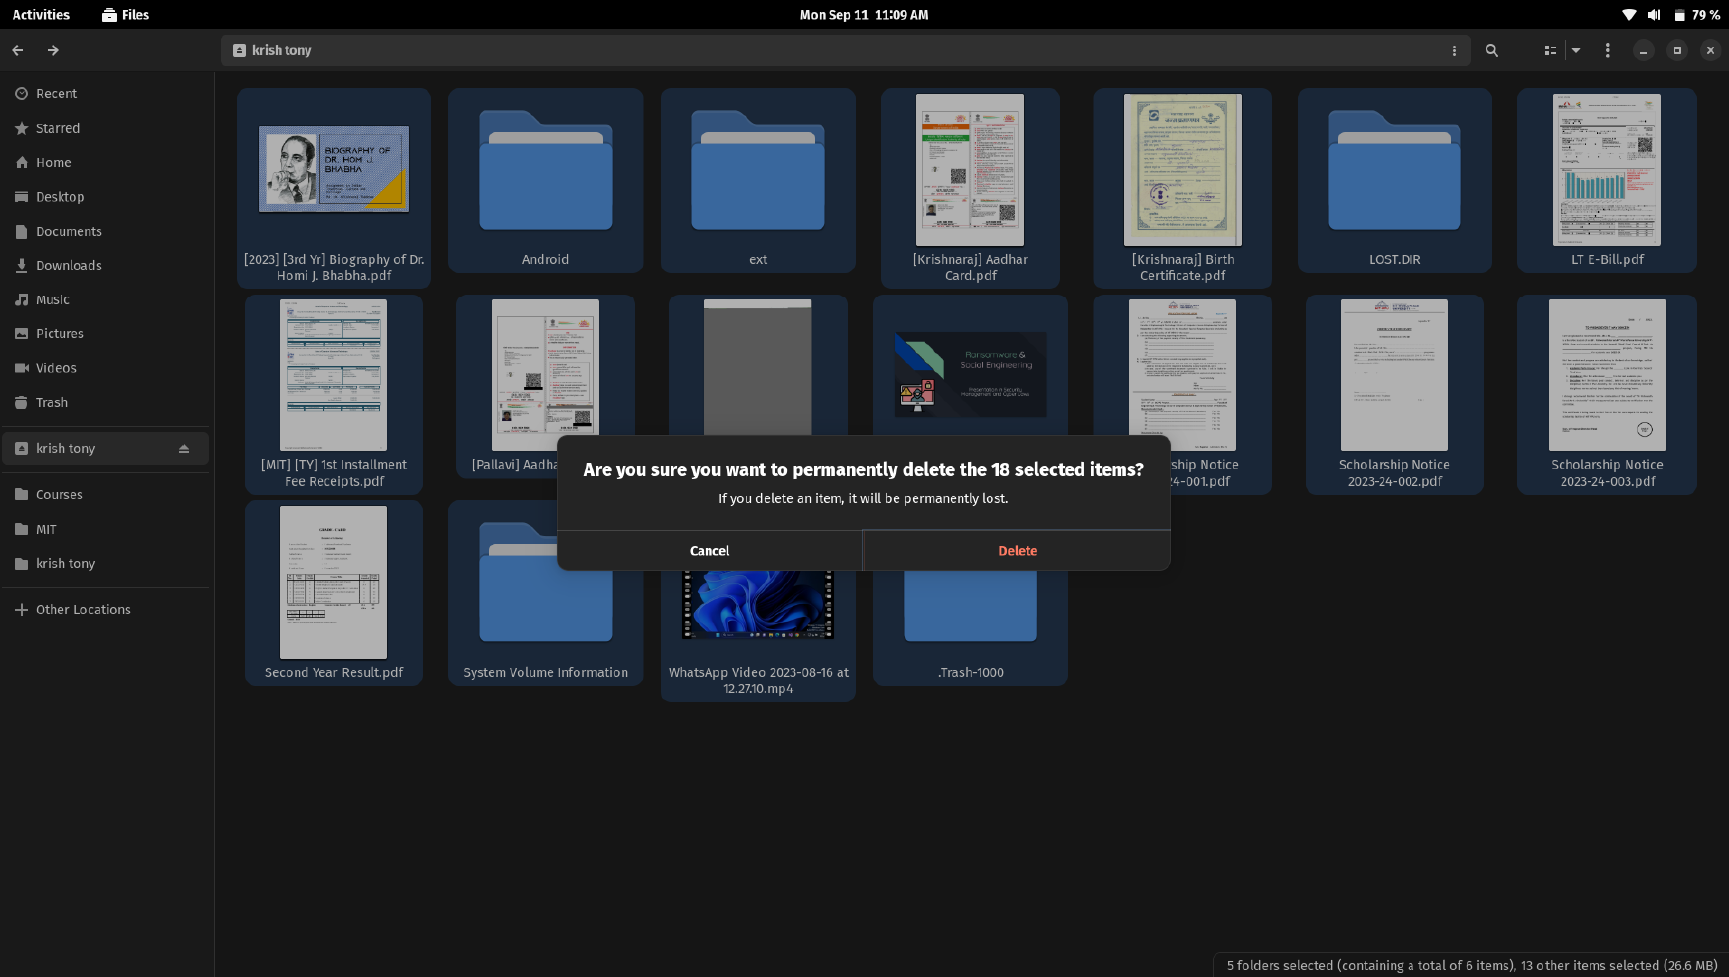 Activities
Files
Mon Sep 11 11:09 AM
79 %
krish tony
Recent
Starred
Home
Desktop
Documents
Downloads
Music
Pictures
Videos
Trash
krish tony
Courses
MIT
krish tony
Other Locations
BIOGRAPHY OF
DR. HOMI J.
BHABHA
[2023] [3rd Yr] Biography of Dr.
Homi J. Bhabha.pdf
Android
ext
[Krishnaraj] Aadhar
Card.pdf
[Krishnaraj] Birth
Certificate.pdf
LOST.DIR
LT E-Bill.pdf
[MIT] [TY] 1st Installment
Fee Receipts.pdf
[Pallavi] Aadha
Ransomware &
Social Engineering
Presentation in Security
Management and Cyber Laws
ship Notice
24-001.pdf
Scholarship Notice
2023-24-002.pdf
Scholarship Notice
2023-24-003.pdf
Are you sure you want to permanently delete the 18 selected items?
If you delete an item, it will be permanently lost.
Cancel
Delete
Second Year Result.pdf
System Volume Information
WhatsApp Video 2023-08-16 at
12.27.10.mp4
.Trash-1000
5 folders selected (containing a total of 6 items), 13 other items selected (26.6 MB)